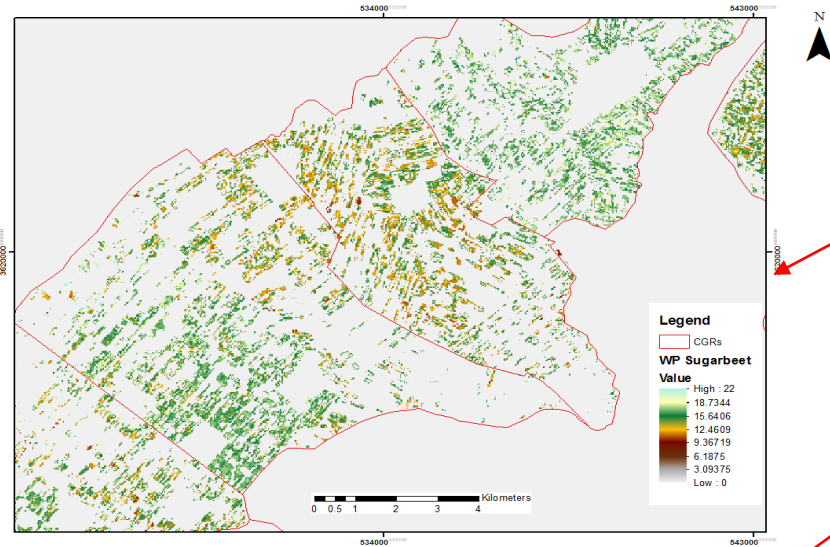 534000
543000
N
3620000
3620000
Legend
CGRs
WP Sugarbeet
Value
High : 22
18.7344
15.6406
12.4609
9.36719
6.1875
3.09375
Low : 0
Kilometers
0 0.5 1 2 3 4
534000
543000